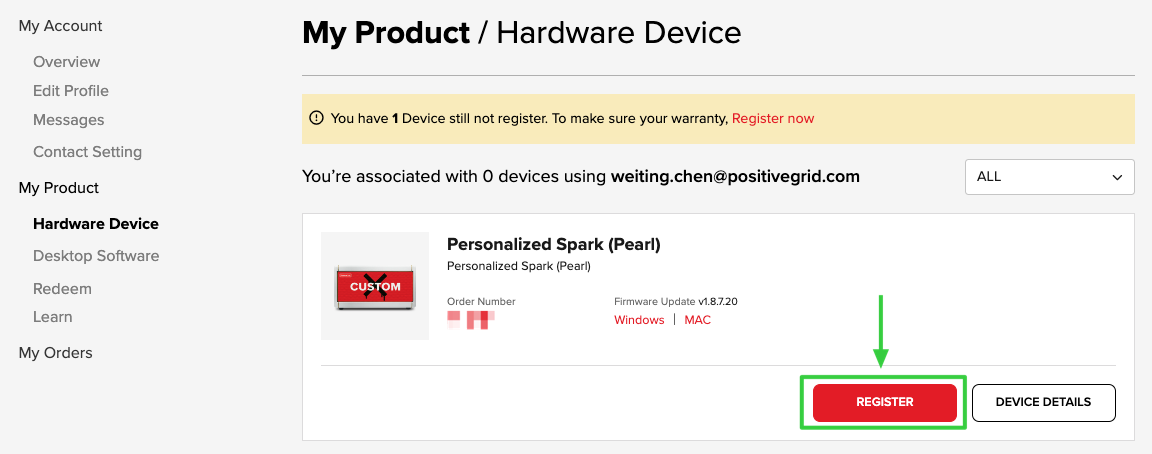 My Account
Overview
Edit Profile
Messages
Contact Setting
My Product
Hardware Device
Desktop Software
Redeem
Learn
My Orders
My Product / Hardware Device
You have 1 Device still not register. To make sure your warranty, Register now
You're associated with 0 devices using weiting.chen@positivegrid.com
ALL
CUSTOM
Personalized Spark (Pearl)
Personalized Spark (Pearl)
Order Number
Firmware Update v1.8.7.20
Windows | MAC
REGISTER
DEVICE DETAILS